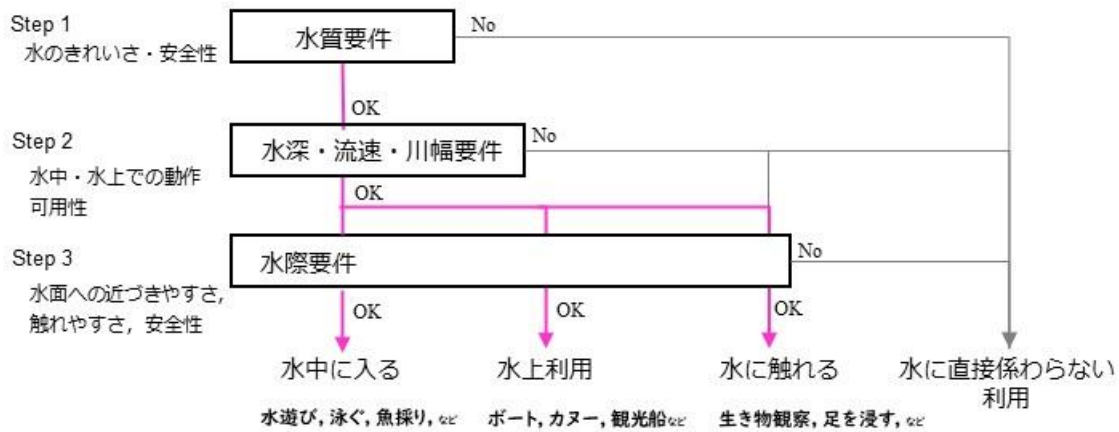 Step 1
水のきれいさ・安全性
水質要件
No
OK
Step 2
水中・水上での動作
可用性
水深・流速・川幅要件
No
OK
Step 3
水面への近づきやすさ,
触れやすさ, 安全性
水際要件
No
OK
OK
OK
水中に入る
水上利用
水に触れる
水に直接係わらない
利用
水遊び, 泳ぐ, 魚採り, など
ボート, カヌー, 観光船など
生き物観察, 足を浸す, など